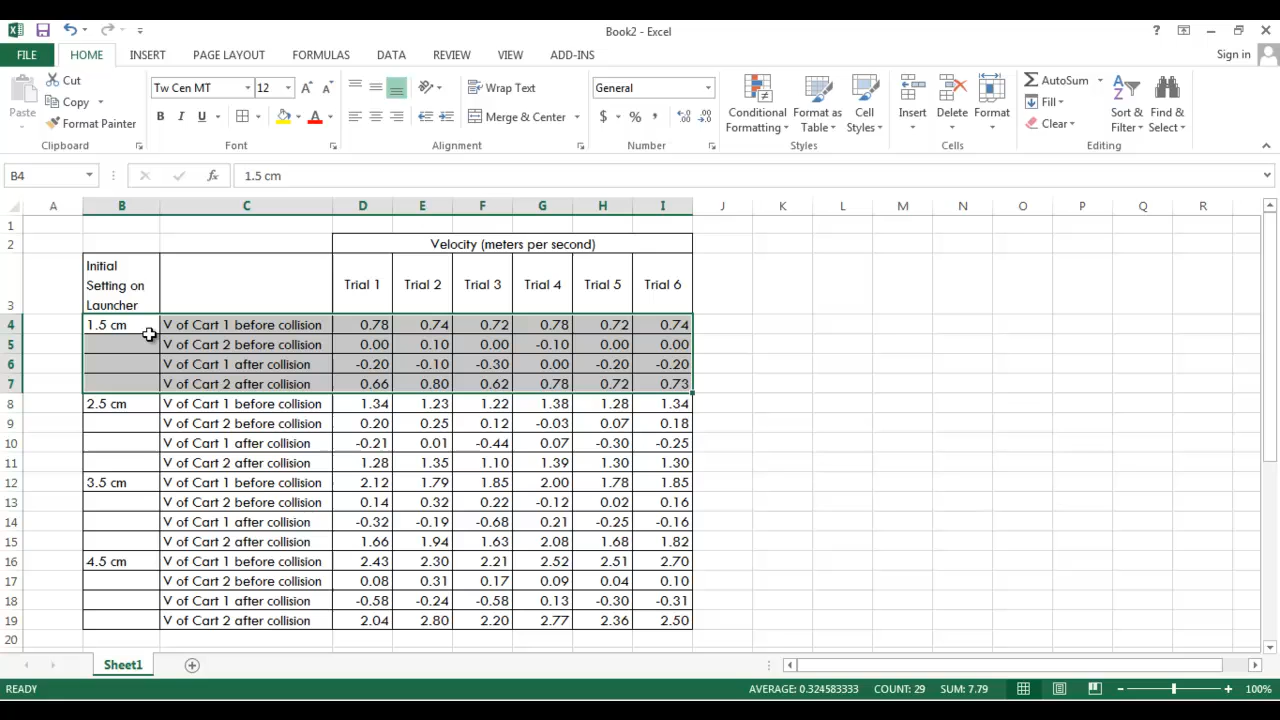 Book2 - Excel
FILE HOME INSERT PAGE LAYOUT FORMULAS DATA REVIEW VIEW ADD-INS Sign in
Paste
Cut
Copy
Format Painter
Clipboard
Tw Cen MT 12
B I U A
Font
Wrap Text
Merge & Center
Alignment
General
$ % ,
Number
Conditional Formatting
Format as Table
Cell Styles
Styles
Insert
Delete
Format
Cells
AutoSum
Fill
Clear
Sort & Filter
Find & Select
Editing
B4 fx 1.5 cm
A B C D E F G H I J K L M N O P Q R
1
2 Velocity (meters per second)
3 Initial Setting on Launcher Trial 1 Trial 2 Trial 3 Trial 4 Trial 5 Trial 6
4 1.5 cm V of Cart 1 before collision 0.78 0.74 0.72 0.78 0.72 0.74
5 V of Cart 2 before collision 0.00 0.10 0.00 -0.10 0.00 0.00
6 V of Cart 1 after collision -0.20 -0.10 -0.30 0.00 -0.20 -0.20
7 V of Cart 2 after collision 0.66 0.80 0.62 0.78 0.72 0.73
8 2.5 cm V of Cart 1 before collision 1.34 1.23 1.22 1.38 1.28 1.34
9 V of Cart 2 before collision 0.20 0.25 0.12 -0.03 0.07 0.18
10 V of Cart 1 after collision -0.21 0.01 -0.44 0.07 -0.30 -0.25
11 V of Cart 2 after collision 1.28 1.35 1.10 1.39 1.30 1.30
12 3.5 cm V of Cart 1 before collision 2.12 1.79 1.85 2.00 1.78 1.85
13 V of Cart 2 before collision 0.14 0.32 0.22 -0.12 0.02 0.16
14 V of Cart 1 after collision -0.32 -0.19 -0.68 0.21 -0.25 -0.16
15 V of Cart 2 after collision 1.66 1.94 1.63 2.08 1.68 1.82
16 4.5 cm V of Cart 1 before collision 2.43 2.30 2.21 2.52 2.51 2.70
17 V of Cart 2 before collision 0.08 0.31 0.17 0.09 0.04 0.10
18 V of Cart 1 after collision -0.58 -0.24 -0.58 0.13 -0.30 -0.31
19 V of Cart 2 after collision 2.04 2.80 2.20 2.77 2.36 2.50
20
Sheet1
READY AVERAGE: 0.324583333 COUNT: 29 SUM: 7.79 100%